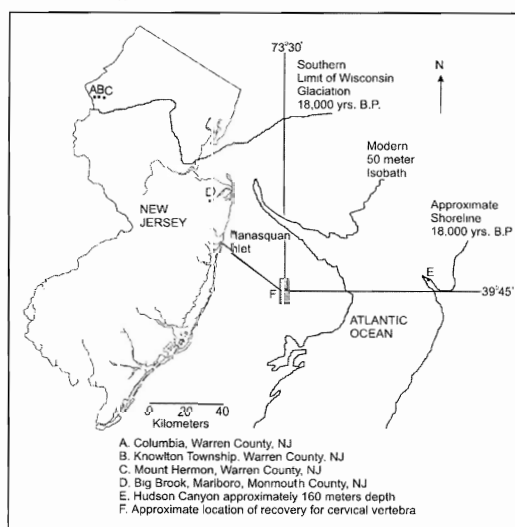 73°30'
N
Southern
Limit of Wisconsin
Glaciation
18,000 yrs. B.P.
ABC
Modern
50 meter
Isobath
D
NEW
JERSEY
Approximate
Shoreline
18,000 yrs. B.P
Manasquan
Inlet
E
F
39°45'
ATLANTIC
OCEAN
0 20 40
Kilometers
A. Columbia, Warren County, NJ
B. Knowlton Township, Warren County, NJ
C. Mount Hermon, Warren County, NJ
D. Big Brook, Marlboro, Monmouth County, NJ
E. Hudson Canyon approximately 160 meters depth
F. Approximate location of recovery for cervical vertebra